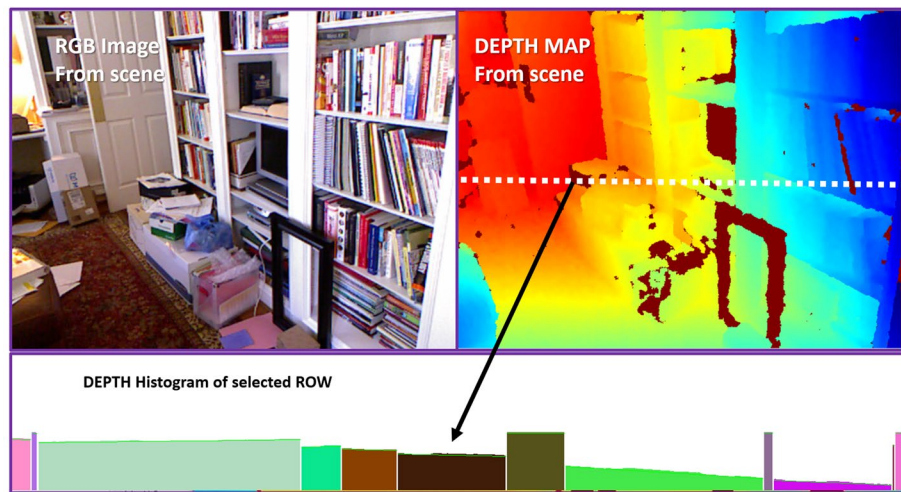 RGB Image
From scene
DEPTH MAP
From scene
DEPTH Histogram of selected ROW